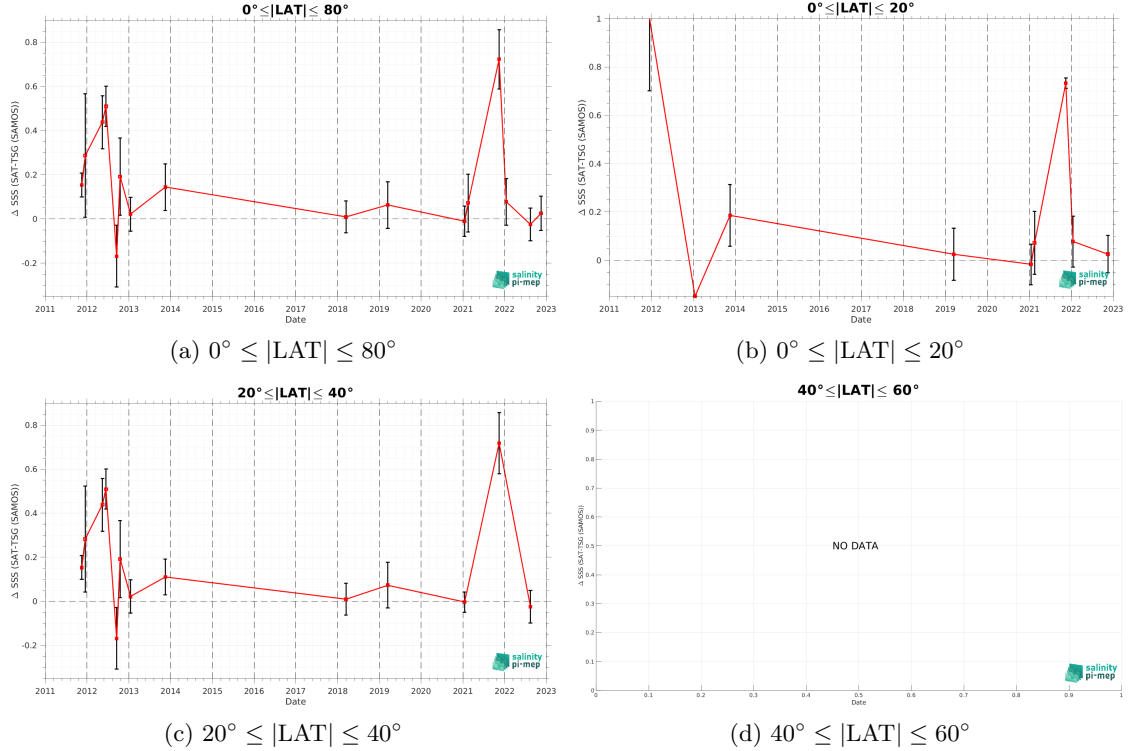 0°≤|LAT|≤ 80°
Δ SSS (SAT-TSG (SAMOS))
0.8
0.6
0.4
0.2
0
-0.2
2011 2012 2013 2014 2015 2016 2017 2018 2019 2020 2021 2022 2023
Date
salinity
pi-mep
(a) 0° ≤ |LAT| ≤ 80°
0°≤|LAT|≤ 20°
Δ SSS (SAT-TSG (SAMOS))
1
0.8
0.6
0.4
0.2
0
2011 2012 2013 2014 2015 2016 2017 2018 2019 2020 2021 2022 2023
Date
salinity
pi-mep
(b) 0° ≤ |LAT| ≤ 20°
20°≤|LAT|≤ 40°
Δ SSS (SAT-TSG (SAMOS))
0.8
0.6
0.4
0.2
0
-0.2
2011 2012 2013 2014 2015 2016 2017 2018 2019 2020 2021 2022 2023
Date
salinity
pi-mep
(c) 20° ≤ |LAT| ≤ 40°
40°≤|LAT|≤ 60°
Δ SSS (SAT-TSG (SAMOS))
1
0.9
0.8
0.7
0.6
0.5
0.4
0.3
0.2
0.1
0
NO DATA
0 0.1 0.2 0.3 0.4 0.5 0.6 0.7 0.8 0.9 1
Date
salinity
pi-mep
(d) 40° ≤ |LAT| ≤ 60°